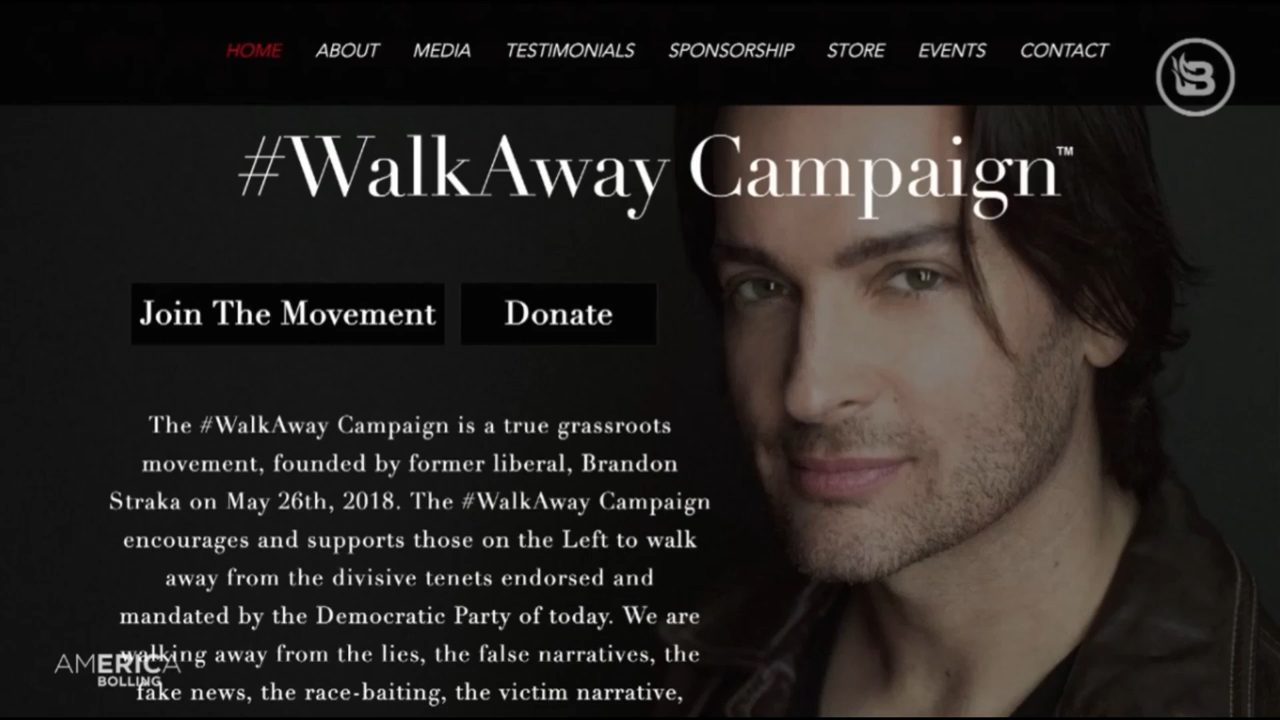 HOME ABOUT MEDIA TESTIMONIALS SPONSORSHIP STORE EVENTS CONTACT
B
#WalkAway Campaign™
Join The Movement Donate
The #WalkAway Campaign is a true grassroots
movement, founded by former liberal, Brandon
Straka on May 26th, 2018. The #WalkAway Campaign
encourages and supports those on the Left to walk
away from the divisive tenets endorsed and
mandated by the Democratic Party of today. We are
walking away from the lies, the false narratives, the
fake news, the race-baiting, the victim narrative,
AMERICA
BOLLING